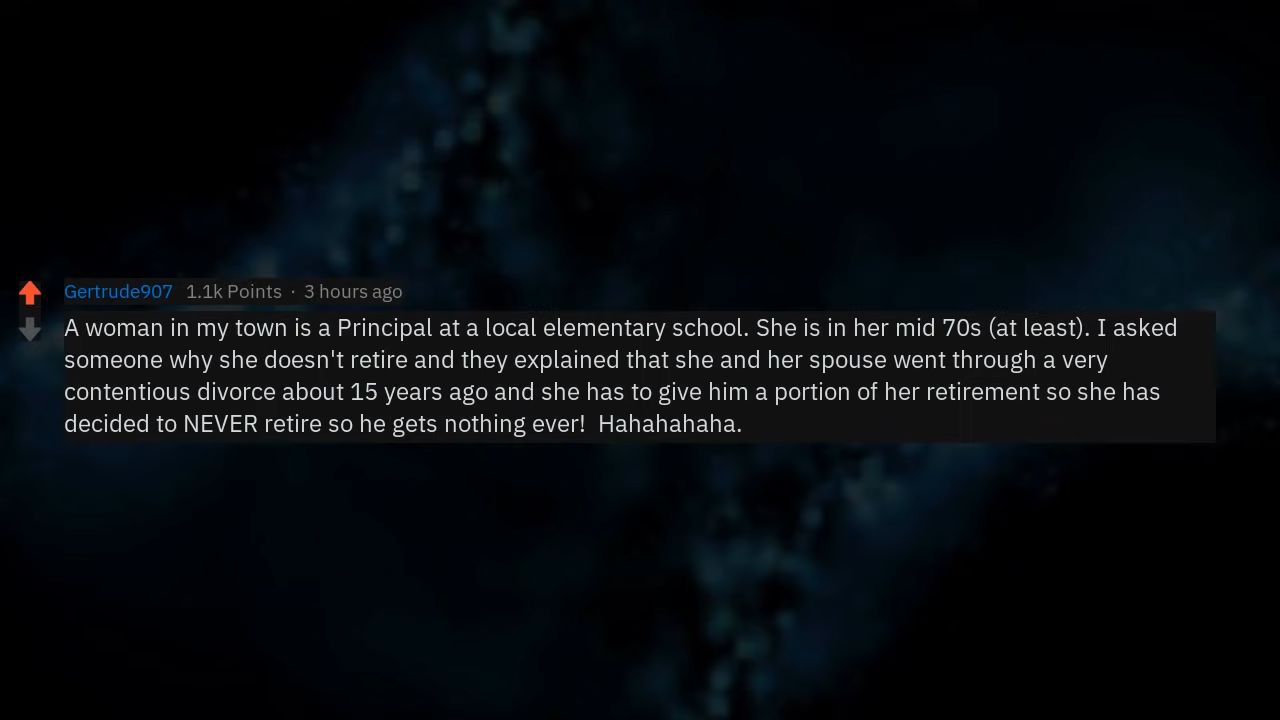 Gertrude907 1.1k Points · 3 hours ago
A woman in my town is a Principal at a local elementary school. She is in her mid 70s (at least). I asked
someone why she doesn't retire and they explained that she and her spouse went through a very
contentious divorce about 15 years ago and she has to give him a portion of her retirement so she has
decided to NEVER retire so he gets nothing ever!  Hahahahaha.